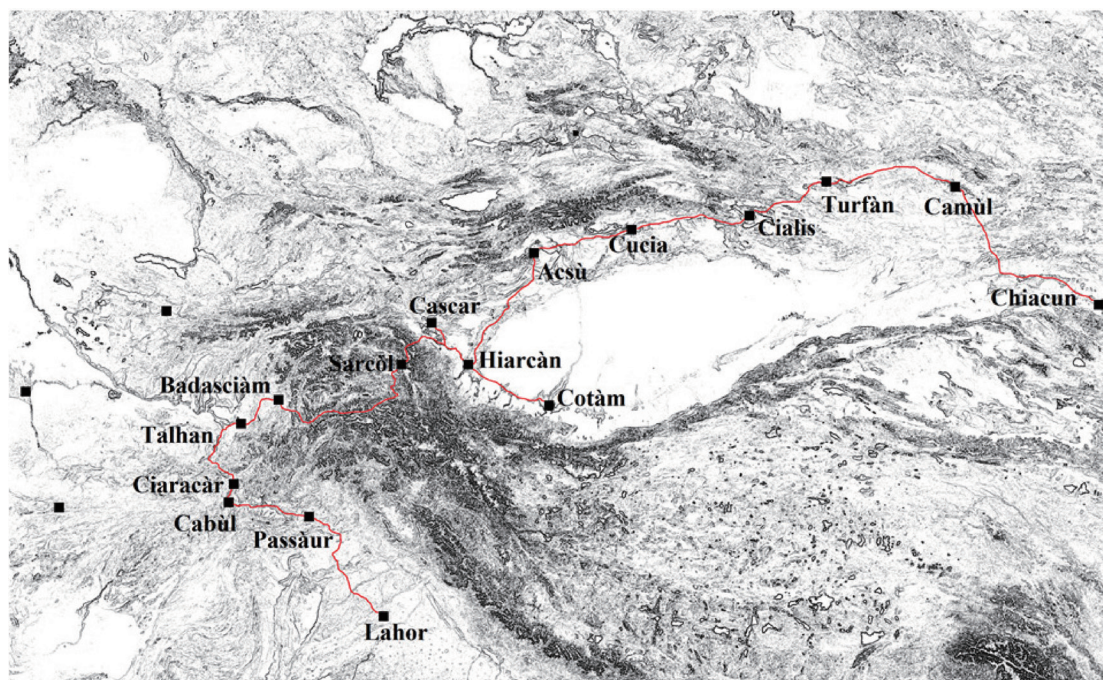 Turfàn
Camùl
Cialis
Cucia
Acsù
Chiacun
Cascar
Sarcòl
Hiarcàn
Badasciàm
Cotàm
Talhan
Ciaracàr
Cabùl
Passàur
Lahor